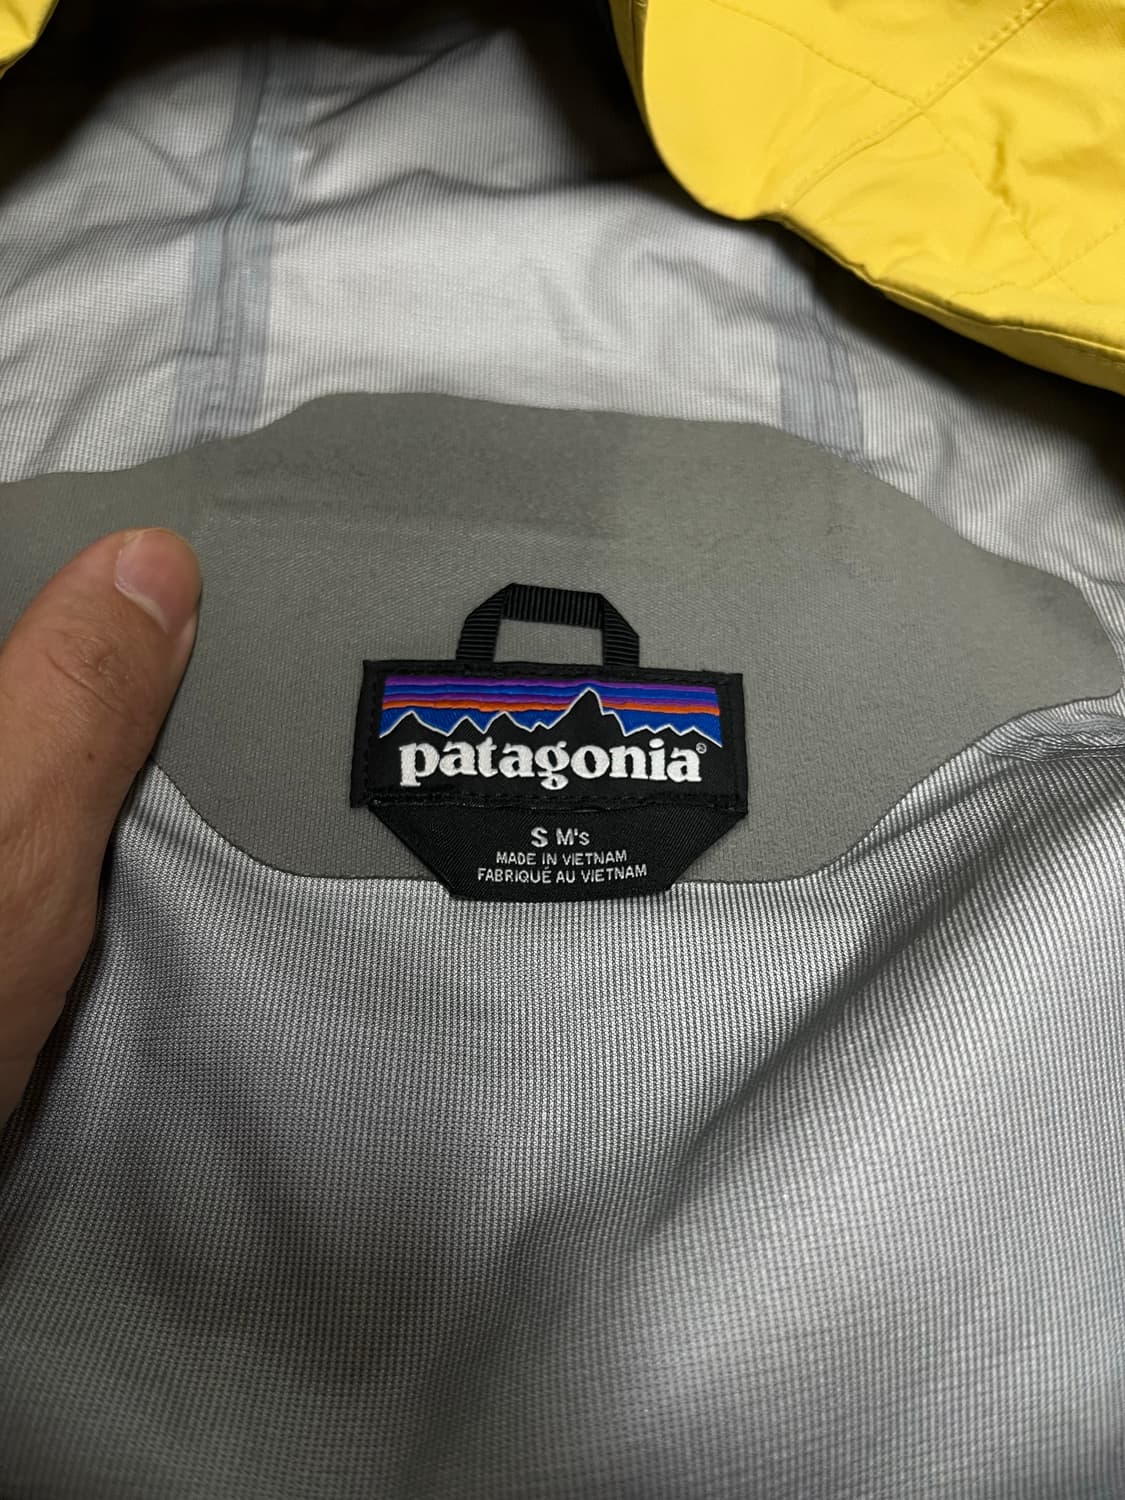 patagonia®
S M's
MADE IN VIETNAM
FABRIQUÉ AU VIETNAM